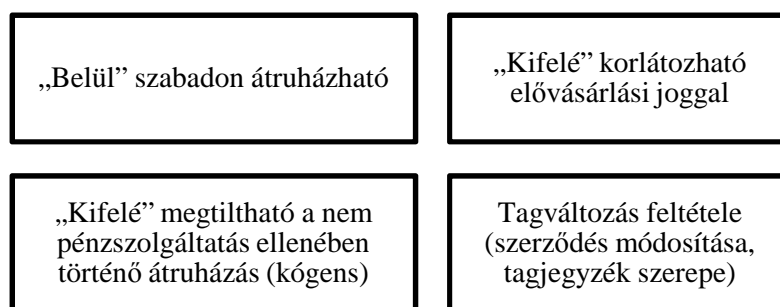 „Belül” szabadon átruházható
„Kifelé” korlátozható
elővásárlási joggal
„Kifelé” megtiltható a nem
pénzszolgáltatás ellenében
történő átruházás (kógens)
Tagváltozás feltétele
(szerződés módosítása,
tagjegyzék szerepe)